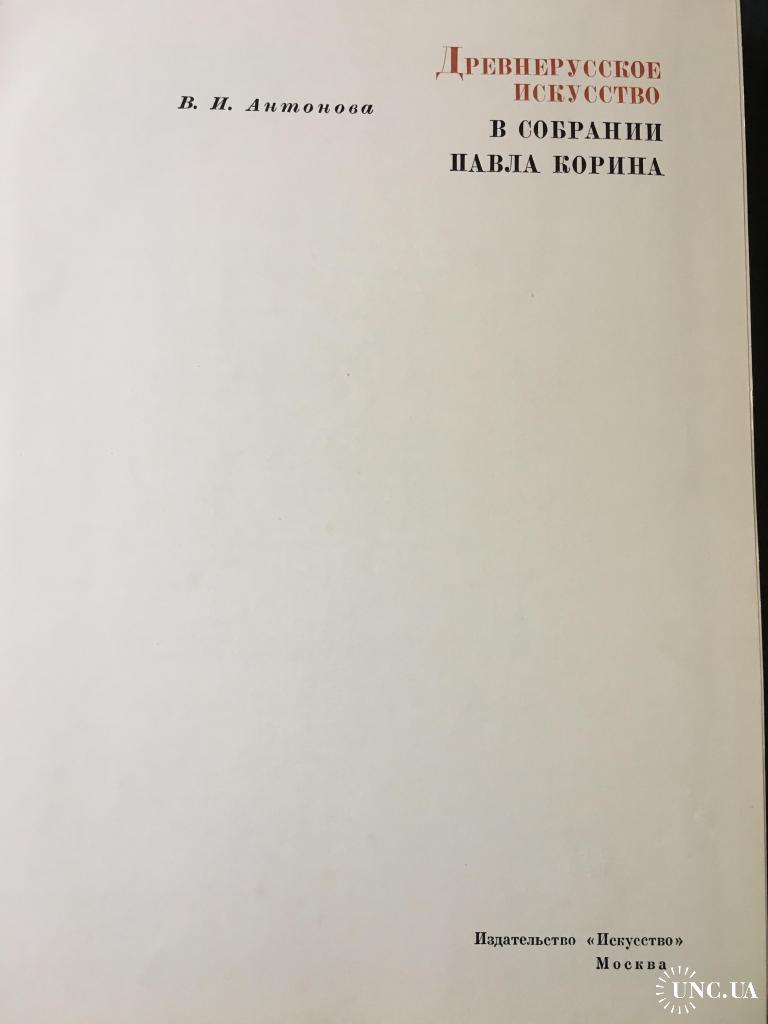 В. И. Антонова
Древнерусское
искусство
в собрании
Павла Корина
Издательство «Искусство»
Москва
UNC.UA